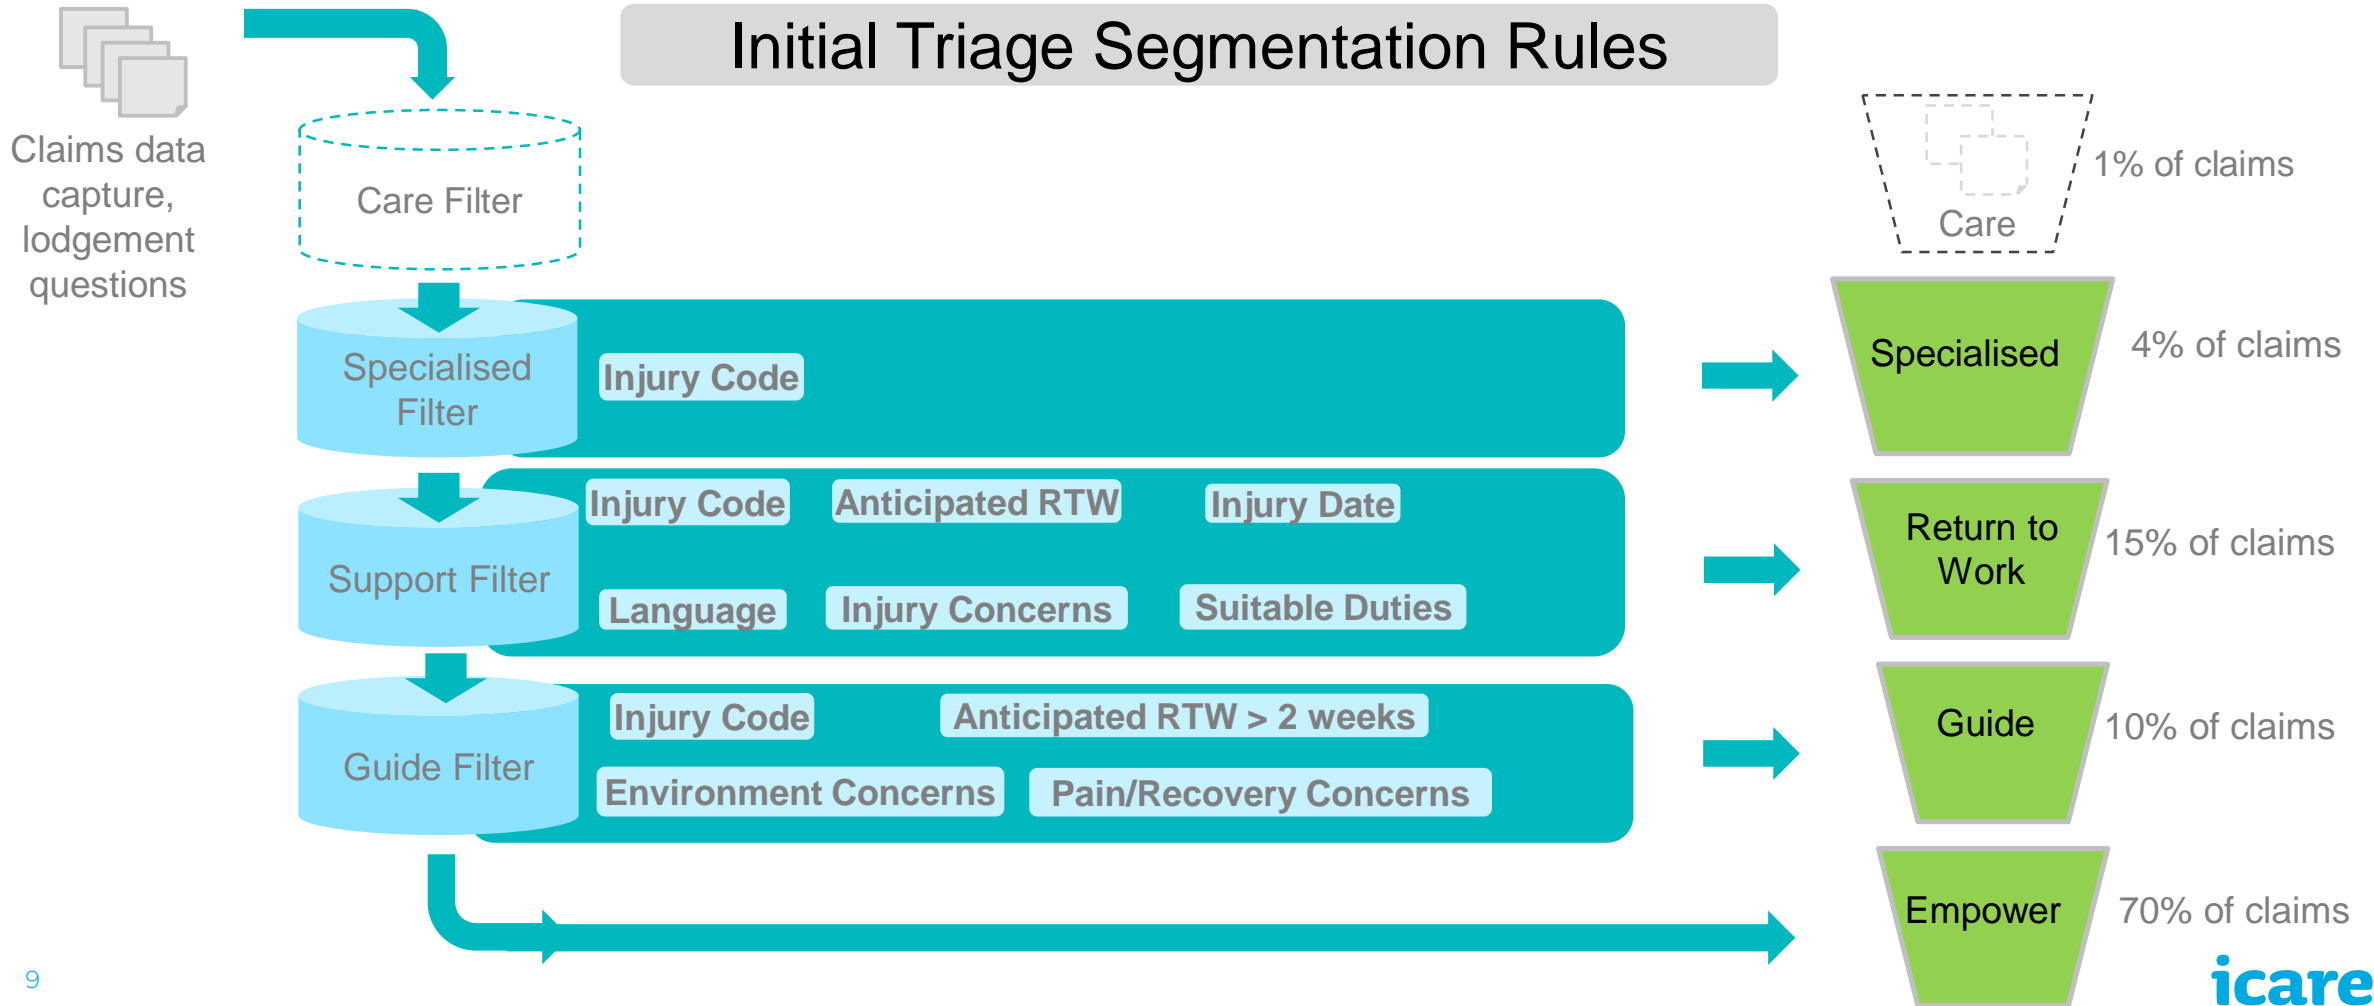 Initial Triage Segmentation Rules
Claims data
capture,
lodgement
questions
Care Filter
Care
1% of claims
Specialised
Filter
Injury Code
Specialised
4% of claims
Support Filter
Injury Code
Anticipated RTW
Injury Date
Language
Injury Concerns
Suitable Duties
Return to
Work
15% of claims
Guide Filter
Injury Code
Anticipated RTW > 2 weeks
Environment Concerns
Pain/Recovery Concerns
Guide
10% of claims
Empower
70% of claims
9
icare